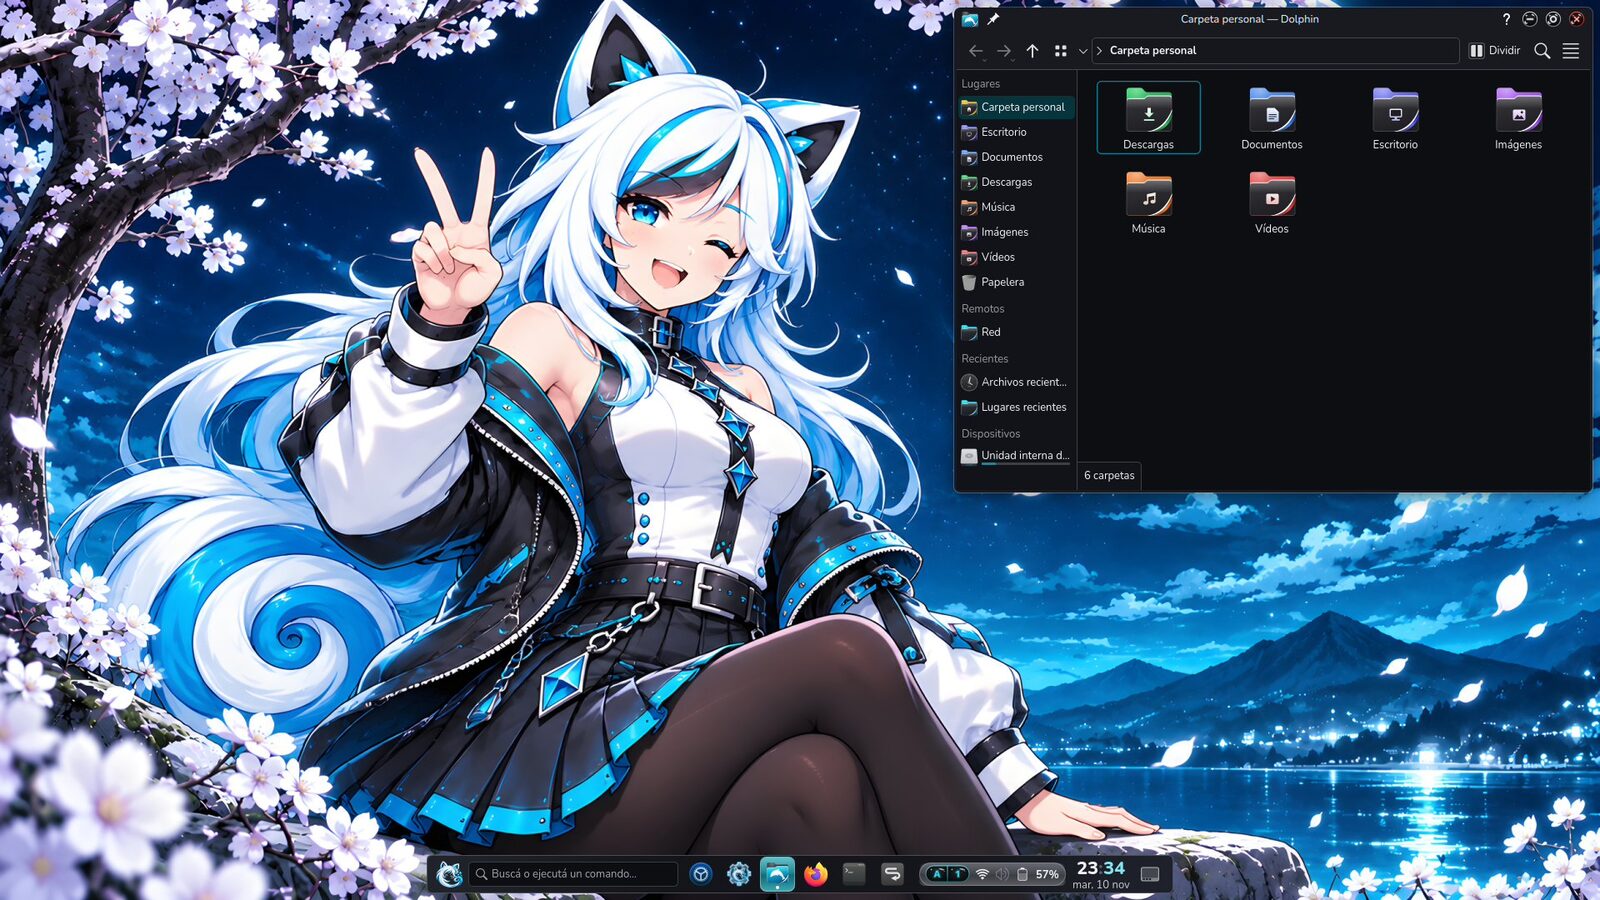 Carpeta personal — Dolphin
?
Carpeta personal
Dividir
Lugares
Carpeta personal
Escritorio
Documentos
Descargas
Música
Imágenes
Vídeos
Papelera
Remotos
Red
Recientes
Archivos recient...
Lugares recientes
Dispositivos
Unidad interna d...
Descargas
Documentos
Escritorio
Imágenes
Música
Vídeos
6 carpetas
Buscá o ejecutá un comando...
A 1
57%
23:34
mar, 10 nov